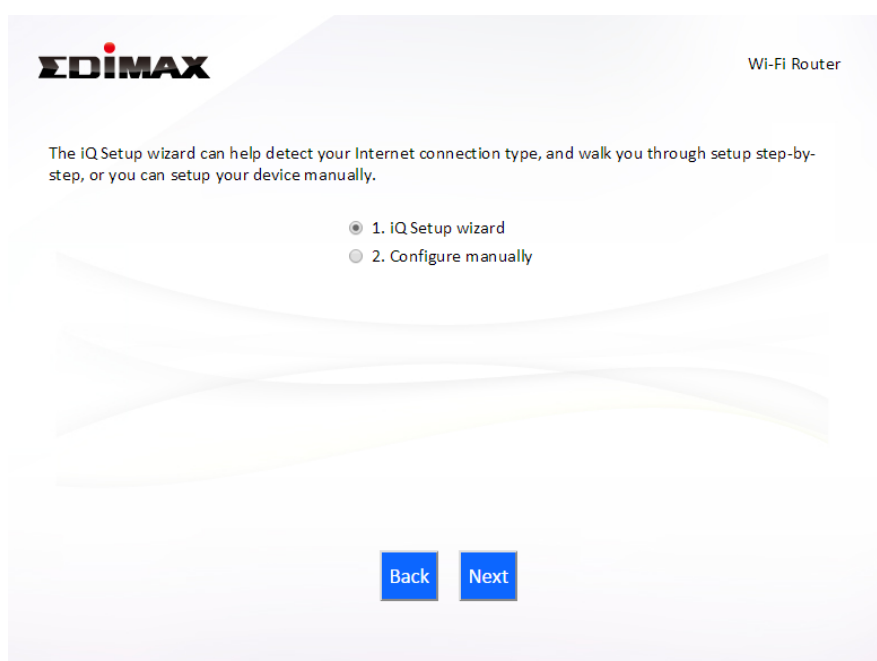 EDIMAX
Wi-Fi Router
The iQ Setup wizard can help detect your Internet connection type, and walk you through setup step-by-
step, or you can setup your device manually.
1. iQ Setup wizard
2. Configure manually
Back
Next